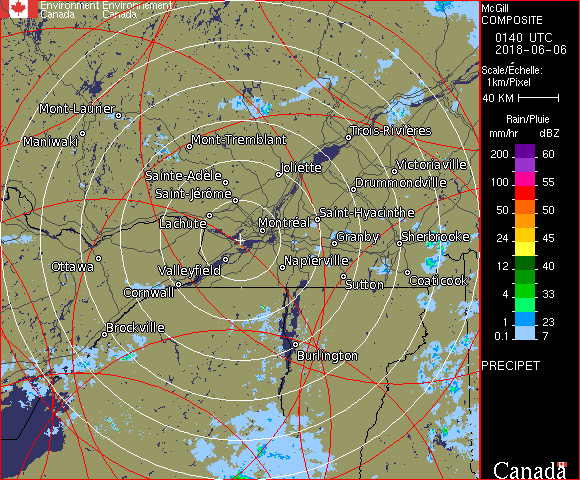 Environment Environnement
Canada Canada
McGill
COMPOSITE
0140 UTC
2018-06-06
Scale/Échelle:
1km/Pixel
40 KM
Rain/Pluie
mm/hr dBZ
200 60
100 55
50 50
24 45
12 40
4 33
1 23
0.1 7
PRECIPET
Canada
Mont-Laurier
Maniwaki
Mont-Tremblant
Trois-Rivières
Sainte-Adèle
Joliette
Victoriaville
Saint-Jérôme
Drummondville
Lachute
Montréal
Saint-Hyacinthe
Granby
Sherbrooke
Ottawa
Valleyfield
Napierville
Cornwall
Sutton
Coaticook
Brockville
Burlington